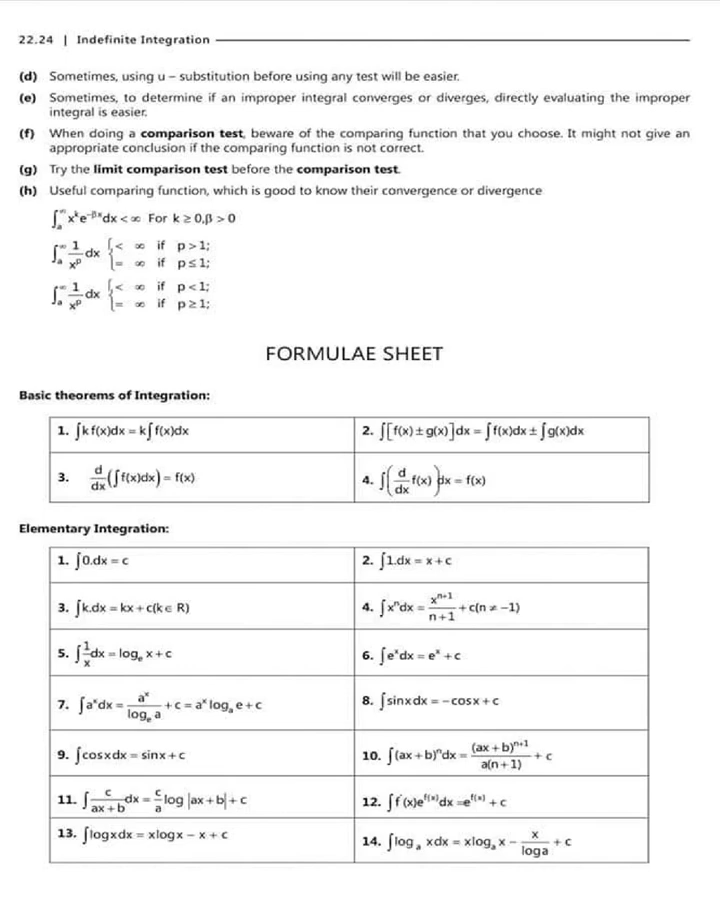 22.24 | Indefinite Integration
(d) Sometimes, using u – substitution before using any test will be easier.
(e) Sometimes, to determine if an improper integral converges or diverges, directly evaluating the improper
integral is easier.
(f) When doing a comparison test, beware of the comparing function that you choose. It might not give an
appropriate conclusion if the comparing function is not correct.
(g) Try the limit comparison test before the comparison test.
(h) Useful comparing function, which is good to know their convergence or divergence
∫ₐ^∞ xᵏe^(-βx)dx < ∞ For k ≥ 0,β > 0
∫ₐ^∞ 1/xᵖ dx { < ∞ if p > 1;
= ∞ if p ≤ 1;
∫ₐ^∞ 1/xᵖ dx { < ∞ if p < 1;
= ∞ if p ≥ 1;
FORMULAE SHEET
Basic theorems of Integration:
1. ∫k f(x)dx = k∫f(x)dx
2. ∫[f(x) ± g(x)]dx = ∫f(x)dx ± ∫g(x)dx
3. d/dx (∫f(x)dx) = f(x)
4. ∫(d/dx f(x))dx = f(x)
Elementary Integration:
1. ∫0.dx = c
2. ∫1.dx = x + c
3. ∫k.dx = kx + c(k ∈ R)
4. ∫xⁿdx = xⁿ⁺¹/n+1 + c(n ≠ –1)
5. ∫1/x dx = logₑ x + c
6. ∫eˣdx = eˣ + c
7. ∫aˣdx = aˣ/logₑ a + c = aˣ logₐ e + c
8. ∫sinx dx = –cosx + c
9. ∫cosxdx = sinx + c
10. ∫(ax + b)ⁿdx = (ax + b)ⁿ⁺¹/a(n+1) + c
11. ∫c/ax + b dx = c/a log |ax + b| + c
12. ∫f'(x)e^f(x)dx = e^f(x) + c
13. ∫logxdx = xlogx – x + c
14. ∫logₐ xdx = xlogₐ x – x/loga + c